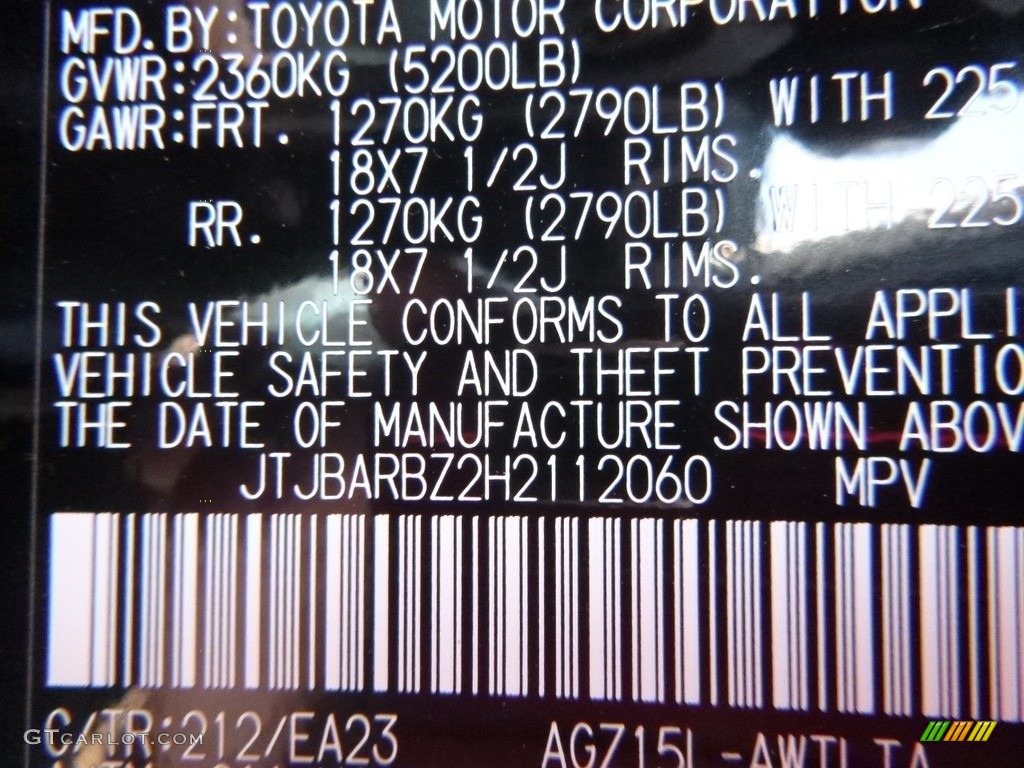 MFD.BY:TOYOTA MOTOR CORPORATION
GVWR:2360KG (5200LB)
GAWR:FRT. 1270KG (2790LB) WITH 225
18X7 1/2J RIMS.
RR. 1270KG (2790LB) WITH 225
18X7 1/2J RIMS.
THIS VEHICLE CONFORMS TO ALL APPLI
VEHICLE SAFETY AND THEFT PREVENTIO
THE DATE OF MANUFACTURE SHOWN ABOV
JTJBARBZ2H2112060 MPV
C/TR:212/EA23 AGZ15L-AWTLTA
GTCARLOT.COM